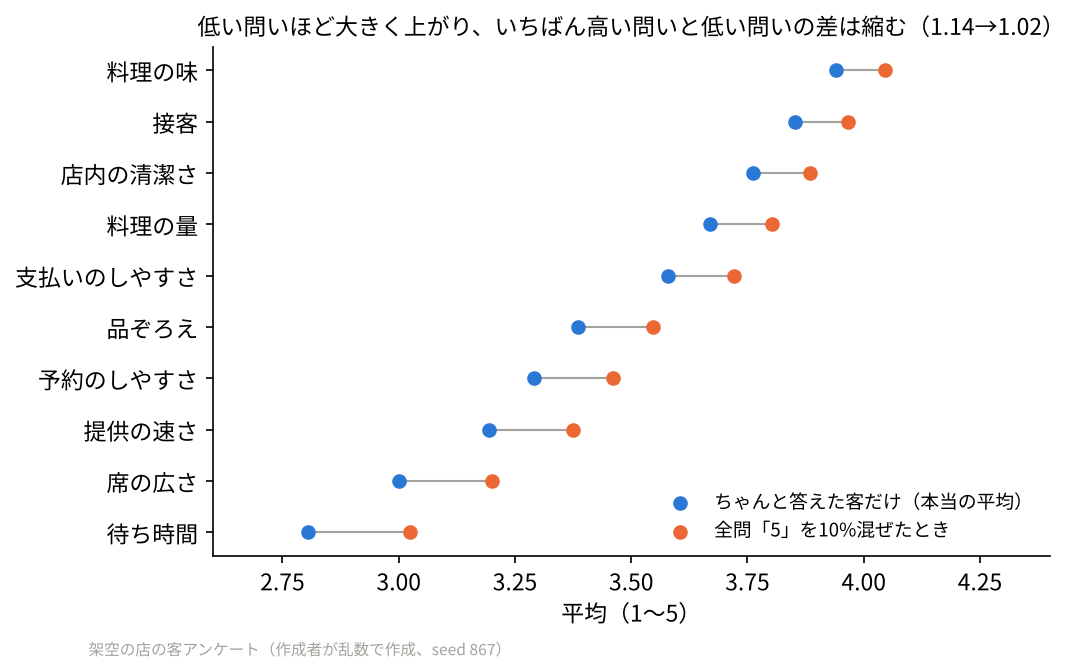 低い問いほど大きく上がり、いちばん高い問いと低い問いの差は縮む（1.14→1.02）
料理の味
接客
店内の清潔さ
料理の量
支払いのしやすさ
品ぞろえ
予約のしやすさ
提供の速さ
席の広さ
待ち時間
ちゃんと答えた客だけ（本当の平均）
全問「5」を10%混ぜたとき
2.75 3.00 3.25 3.50 3.75 4.00 4.25
平均（1〜5）
架空の店の客アンケート（作成者が乱数で作成、seed 867）